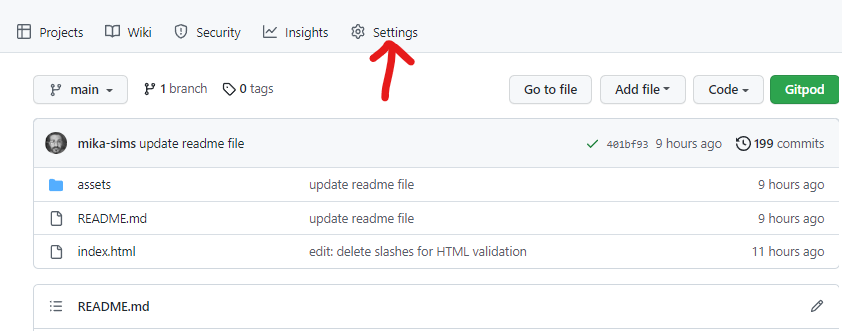 Projects Wiki Security Insights Settings
main 1 branch 0 tags Go to file Add file Code Gitpod
mika-sims update readme file 401bf93 9 hours ago 199 commits
assets update readme file 9 hours ago
README.md update readme file 9 hours ago
index.html edit: delete slashes for HTML validation 11 hours ago
README.md